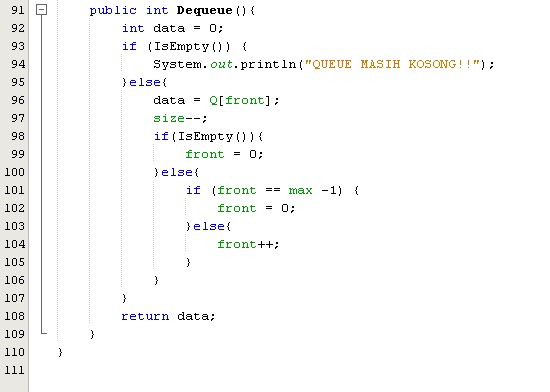 91 public int Dequeue(){
92 int data = 0;
93 if (IsEmpty()) {
94 System.out.println("QUEUE MASIH KOSONG!!");
95 }else{
96 data = Q[front];
97 size--;
98 if(IsEmpty()){
99 front = 0;
100 }else{
101 if (front == max -1) {
102 front = 0;
103 }else{
104 front++;
105 }
106 }
107 }
108 return data;
109 }
110 }
111